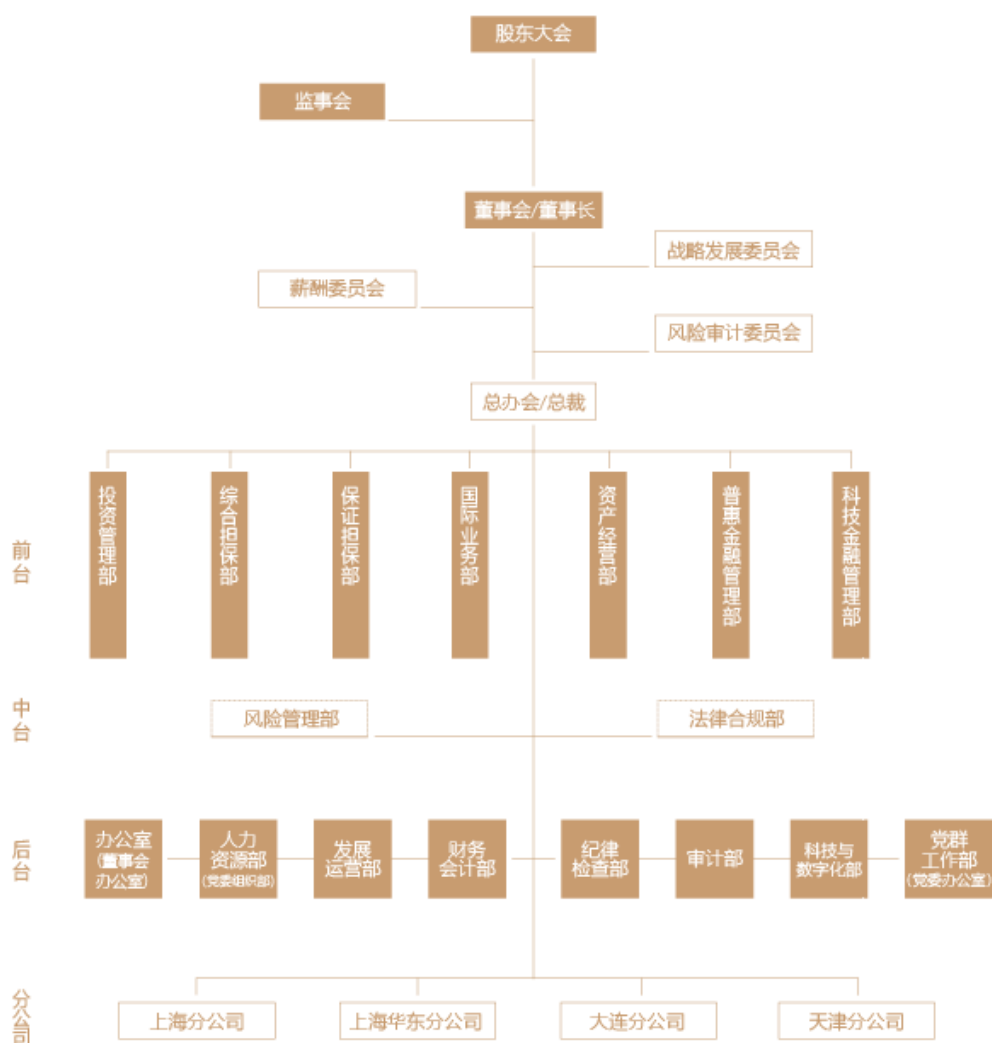 股东大会
监事会
董事会/董事长
战略发展委员会
薪酬委员会
风险审计委员会
总办会/总裁
前台
投资管理部
综合担保部
保证担保部
国际业务部
资产经营部
普惠金融管理部
科技金融管理部
中台
风险管理部
法律合规部
后台
办公室
(董事会
办公室)
人力
资源部
(党委组织部)
发展
运营部
财务
会计部
纪律
检查部
审计部
科技与
数字化部
党群
工作部
(党委办公室)
分公司
上海分公司
上海华东分公司
大连分公司
天津分公司